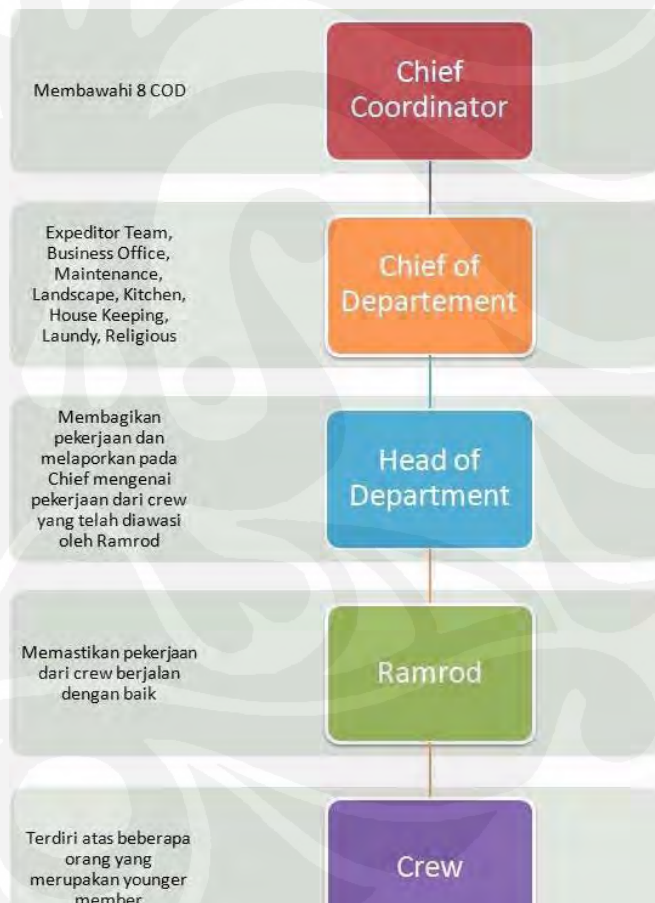 Membawahi 8 COD
Chief
Coordinator
Expeditor Team,
Business Office,
Maintenance,
Landscape, Kitchen,
House Keeping,
Laundy, Religious
Chief of
Departement
Membagikan
pekerjaan dan
melaporkan pada
Chief mengenai
pekerjaan dari crew
yang telah diawasi
oleh Ramrod
Head of
Department
Memastikan pekerjaan
dari crew berjalan
dengan baik
Ramrod
Terdiri atas beberapa
orang yang
merupakan younger
member
Crew